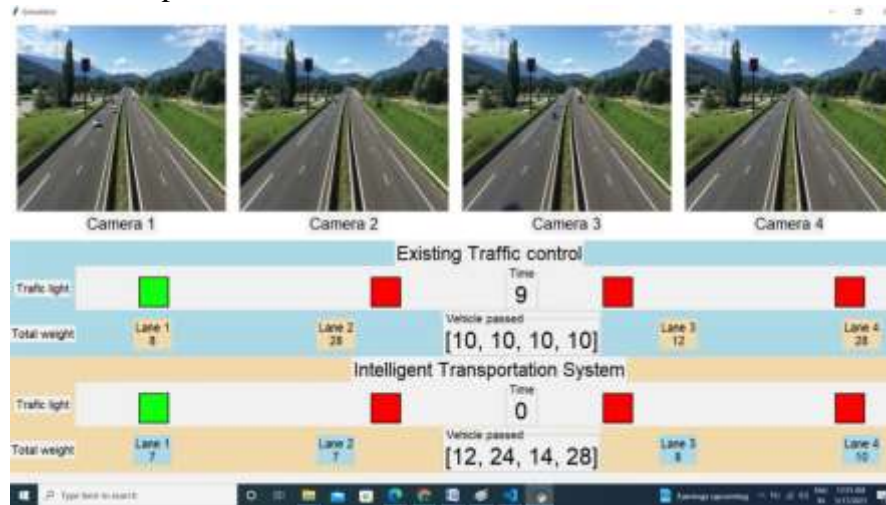 Simulation
Camera 1 Camera 2 Camera 3 Camera 4
Existing Traffic control
Trafic light
Time
9
Total weight
Lane 1
8
Lane 2
28
Vehicle passed
[10, 10, 10, 10]
Lane 3
12
Lane 4
28
Intelligent Transportation System
Trafic light
Time
0
Total weight
Lane 1
7
Lane 2
7
Vehicle passed
[12, 24, 14, 28]
Lane 3
8
Lane 4
10
Type here to search
Earnings upcoming